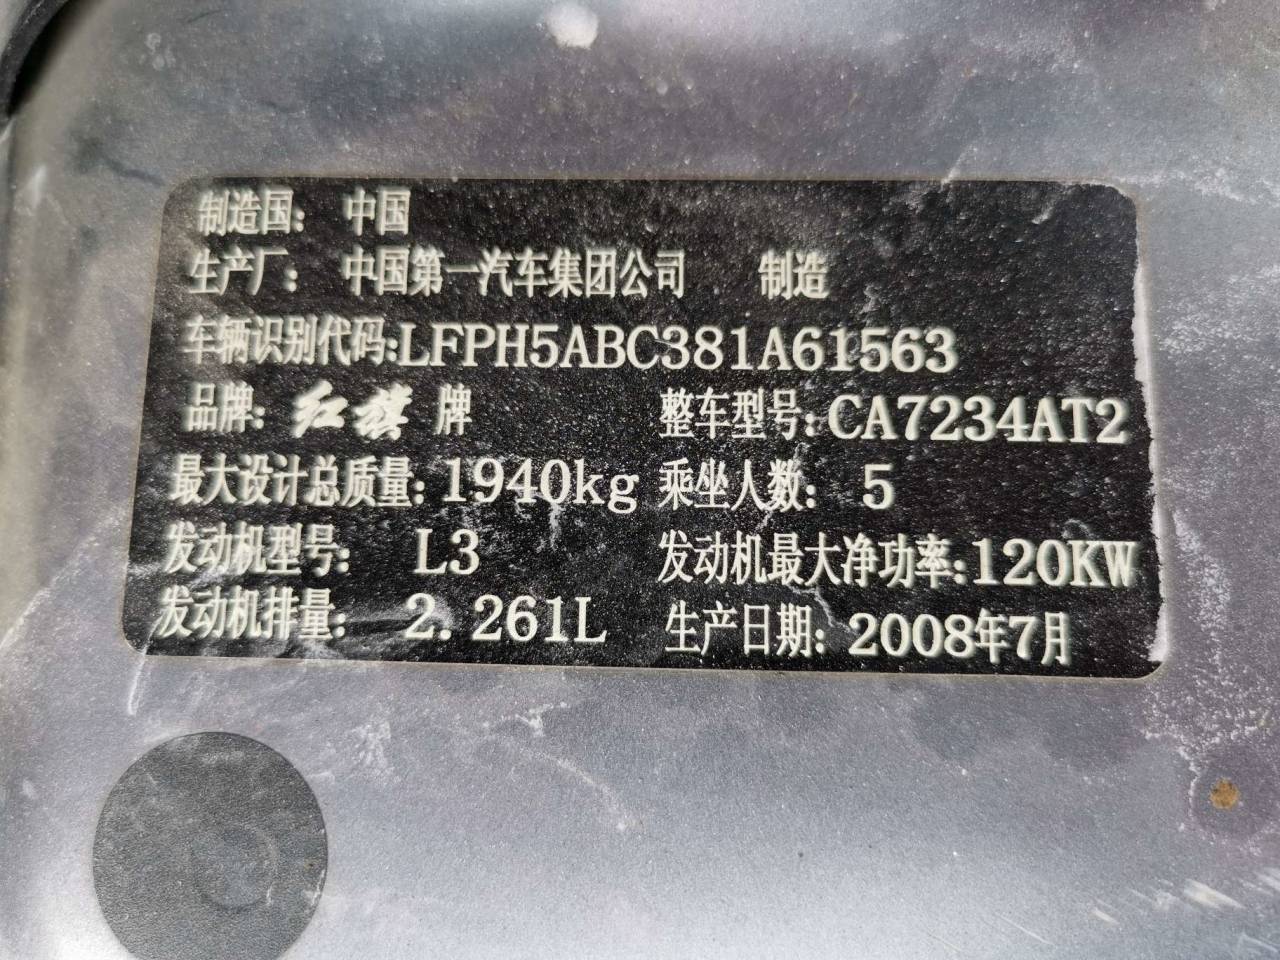 制造国： 中国
生产厂： 中国第一汽车集团公司 制造
车辆识别代码:LFPH5ABC381A61563
品牌: 红旗 牌 整车型号:CA7234AT2
最大设计总质量:1940kg 乘坐人数: 5
发动机型号: L3 发动机最大净功率:120KW
发动机排量: 2.261L 生产日期: 2008年7月